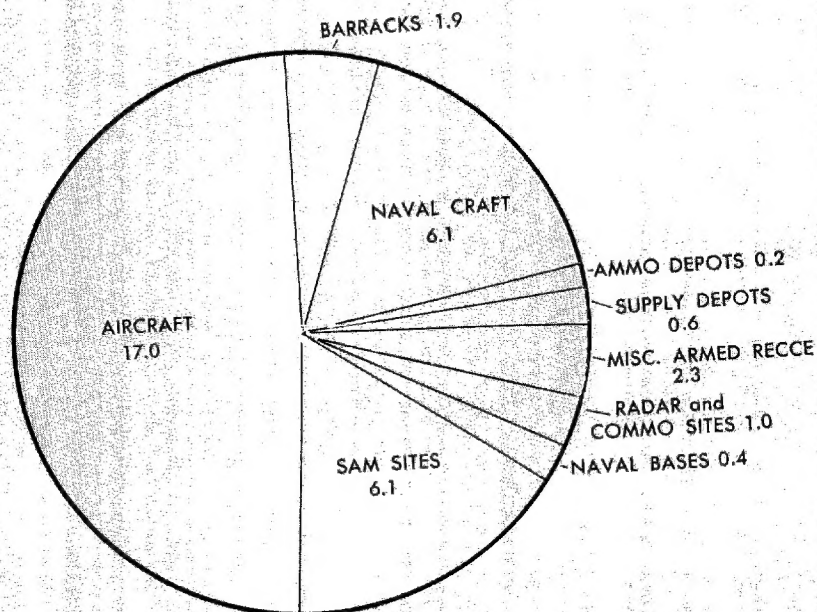 BARRACKS 1.9
NAVAL CRAFT
6.1
AMMO DEPOTS 0.2
SUPPLY DEPOTS
0.6
MISC. ARMED RECCE
2.3
RADAR and
COMMO SITES 1.0
NAVAL BASES 0.4
SAM SITES
6.1
AIRCRAFT
17.0